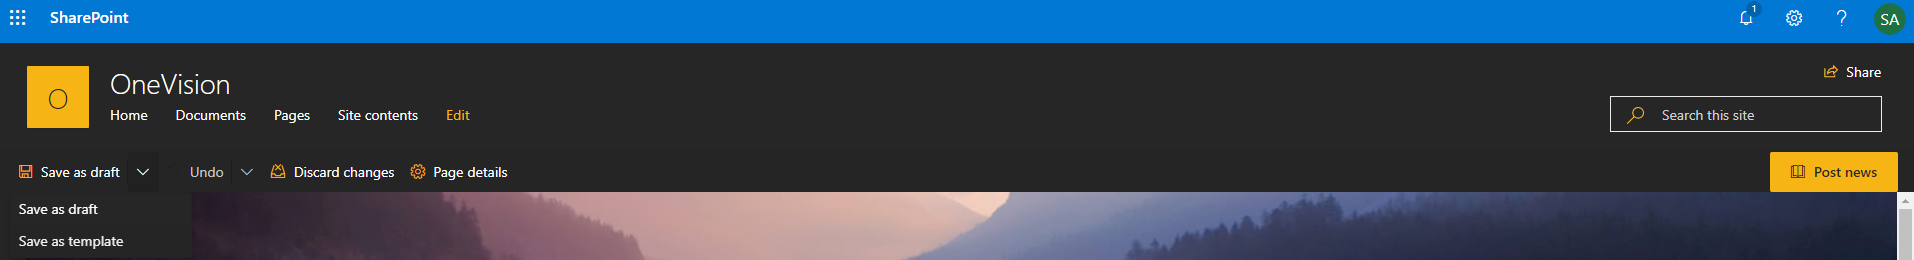 SharePoint
1
SA
O
OneVision
Share
Home Documents Pages Site contents Edit
Search this site
Save as draft Undo Discard changes Page details Post news
Save as draft
Save as template